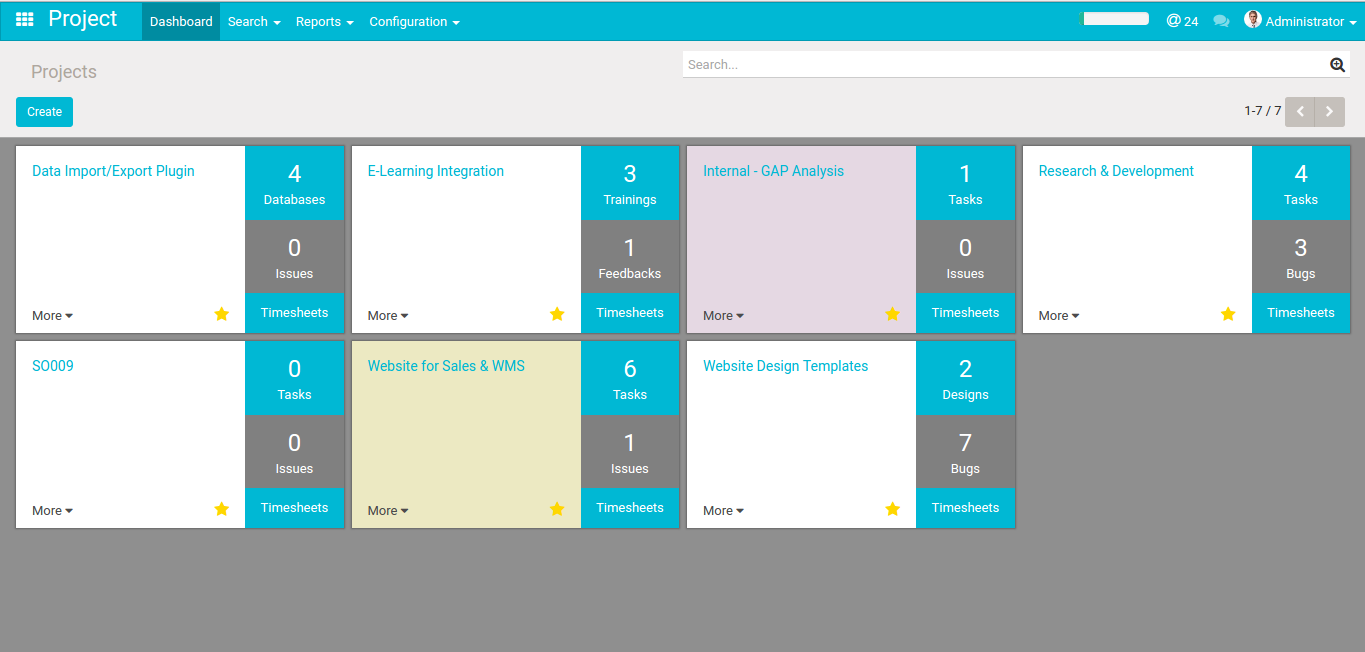 Project Dashboard Search Reports Configuration @ 24 Administrator
Projects
Search...
Create
1-7 / 7
Data Import/Export Plugin
4
Databases
0
Issues
More
Timesheets
E-Learning Integration
3
Trainings
1
Feedbacks
More
Timesheets
Internal - GAP Analysis
1
Tasks
0
Issues
More
Timesheets
Research & Development
4
Tasks
3
Bugs
More
Timesheets
SO009
0
Tasks
0
Issues
More
Timesheets
Website for Sales & WMS
6
Tasks
1
Issues
More
Timesheets
Website Design Templates
2
Designs
7
Bugs
More
Timesheets